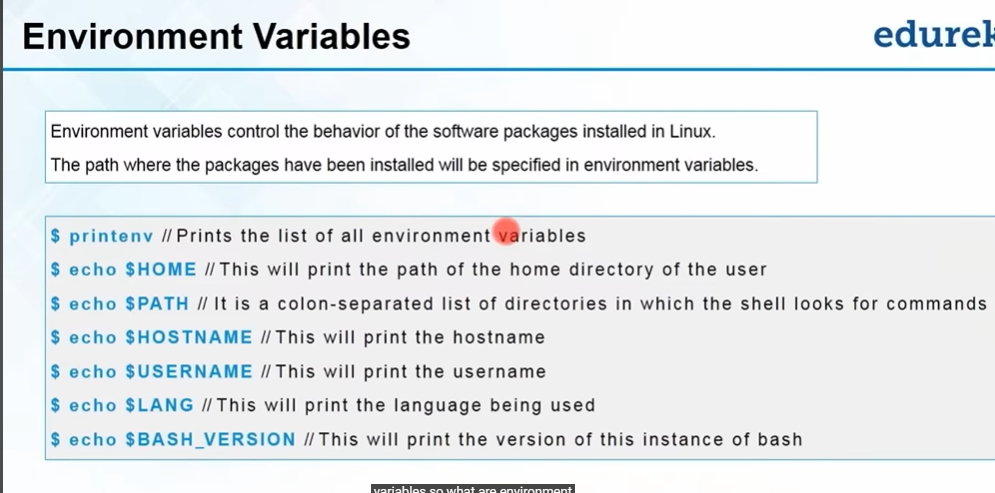 Environment Variables
edurek
Environment variables control the behavior of the software packages installed in Linux.
The path where the packages have been installed will be specified in environment variables.
$ printenv //Prints the list of all environment variables
$ echo $HOME //This will print the path of the home directory of the user
$ echo $PATH // It is a colon-separated list of directories in which the shell looks for commands
$ echo $HOSTNAME //This will print the hostname
$ echo $USERNAME //This will print the username
$ echo $LANG //This will print the language being used
$ echo $BASH_VERSION //This will print the version of this instance of bash
variables so what are environment